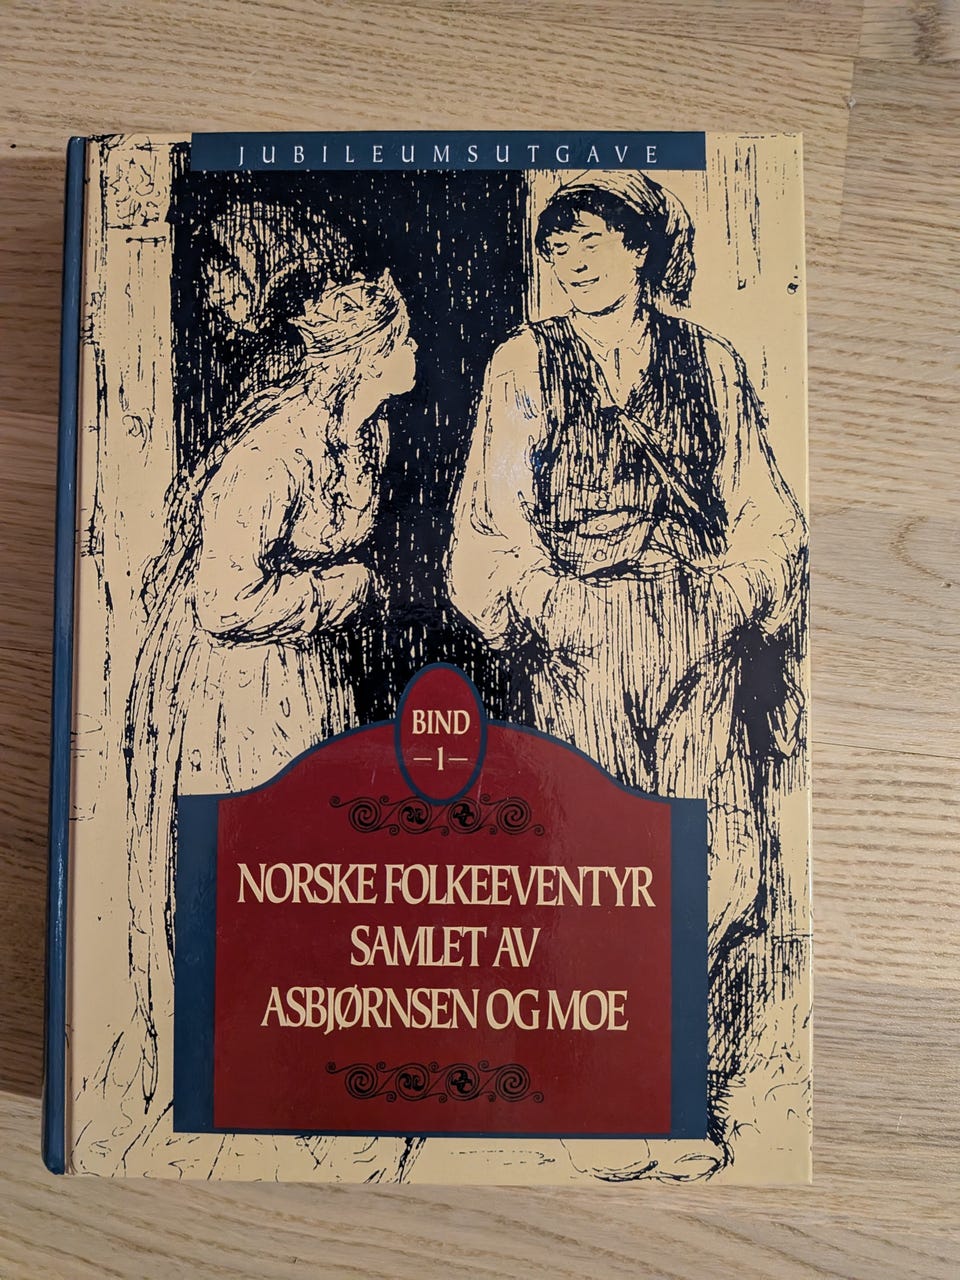 JUBILEUMSUTGAVE
BIND
–1–
NORSKE FOLKEEVENTYR
SAMLET AV
ASBJØRNSEN OG MOE